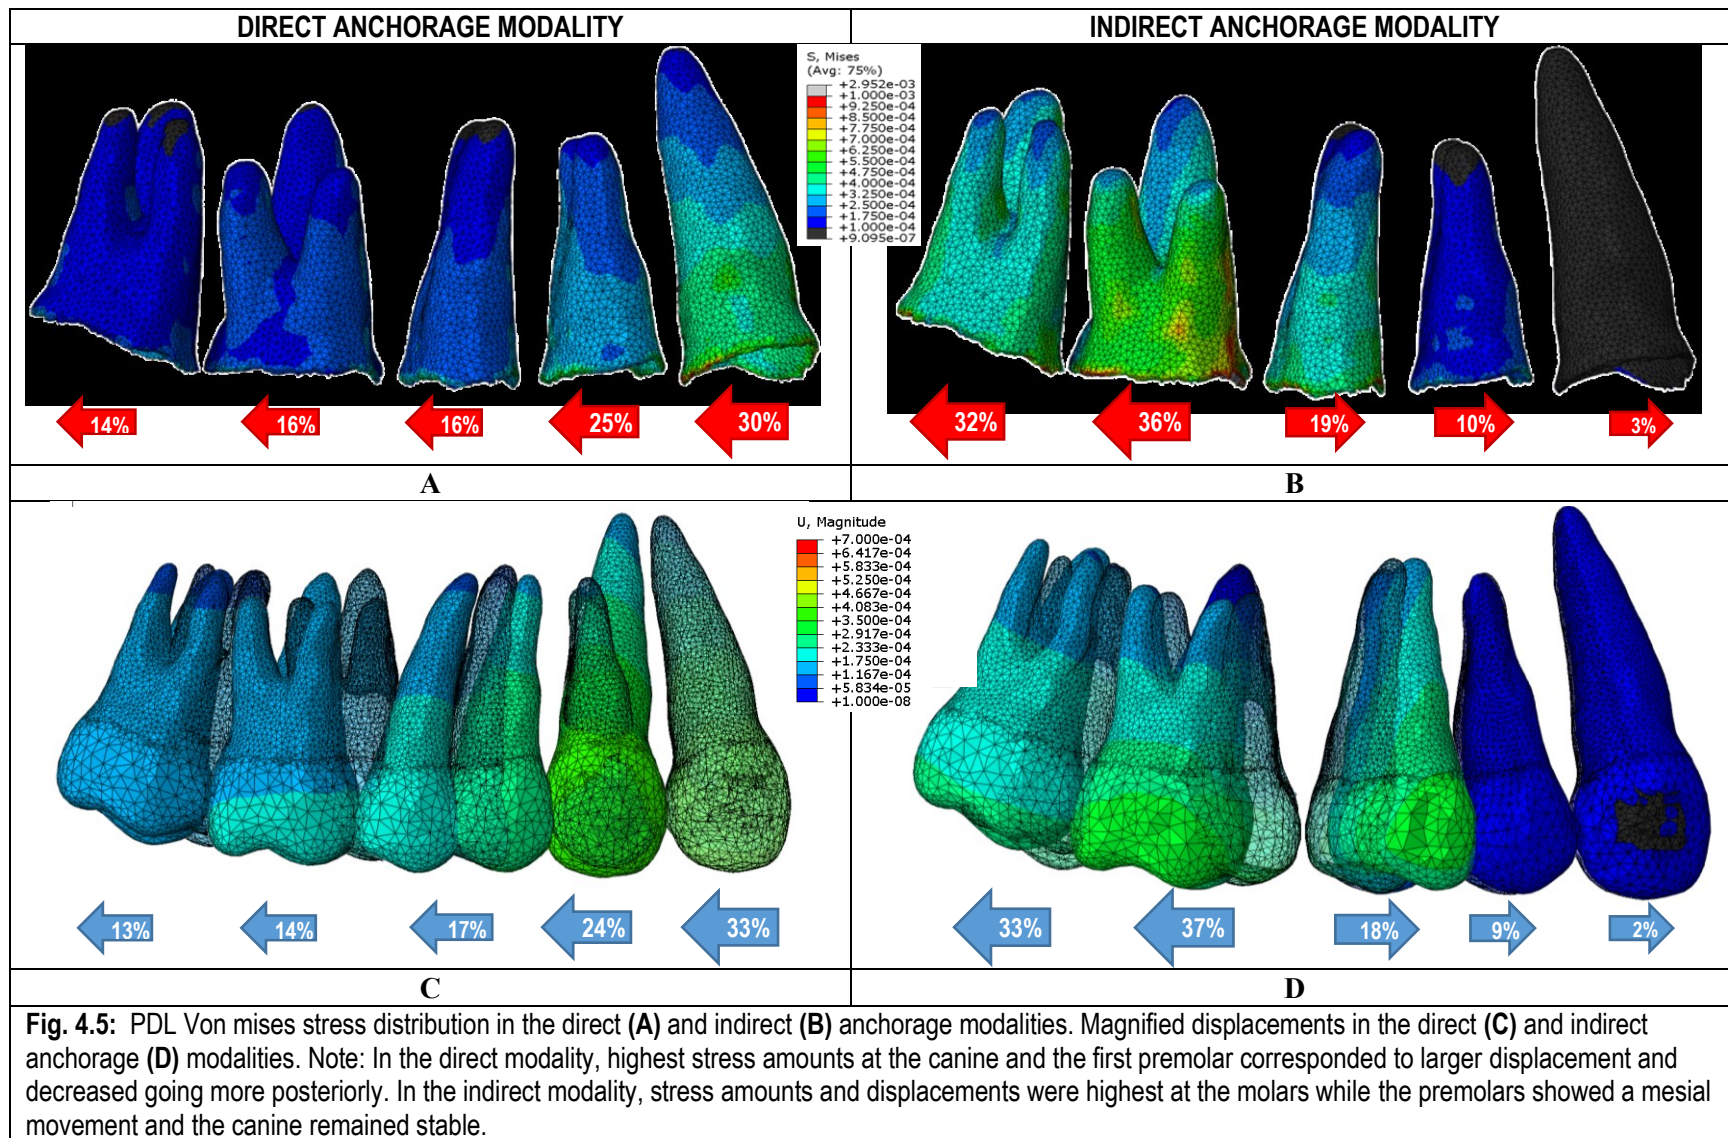 DIRECT ANCHORAGE MODALITY
INDIRECT ANCHORAGE MODALITY
S, Mises
(Avg: 75%)
+2.952e-03
+1.000e-03
+9.250e-04
+8.500e-04
+7.750e-04
+7.000e-04
+6.250e-04
+5.500e-04
+4.750e-04
+4.000e-04
+3.250e-04
+2.500e-04
+1.750e-04
+1.000e-04
+9.095e-07
14%
16%
16%
25%
30%
32%
36%
19%
10%
3%
A
B
U, Magnitude
+7.000e-04
+6.417e-04
+5.833e-04
+5.250e-04
+4.667e-04
+4.083e-04
+3.500e-04
+2.917e-04
+2.333e-04
+1.750e-04
+1.167e-04
+5.834e-05
+1.000e-08
13%
14%
17%
24%
33%
33%
37%
18%
9%
2%
C
D
Fig. 4.5: PDL Von mises stress distribution in the direct (A) and indirect (B) anchorage modalities. Magnified displacements in the direct (C) and indirect
anchorage (D) modalities. Note: In the direct modality, highest stress amounts at the canine and the first premolar corresponded to larger displacement and
decreased going more posteriorly. In the indirect modality, stress amounts and displacements were highest at the molars while the premolars showed a mesial
movement and the canine remained stable.